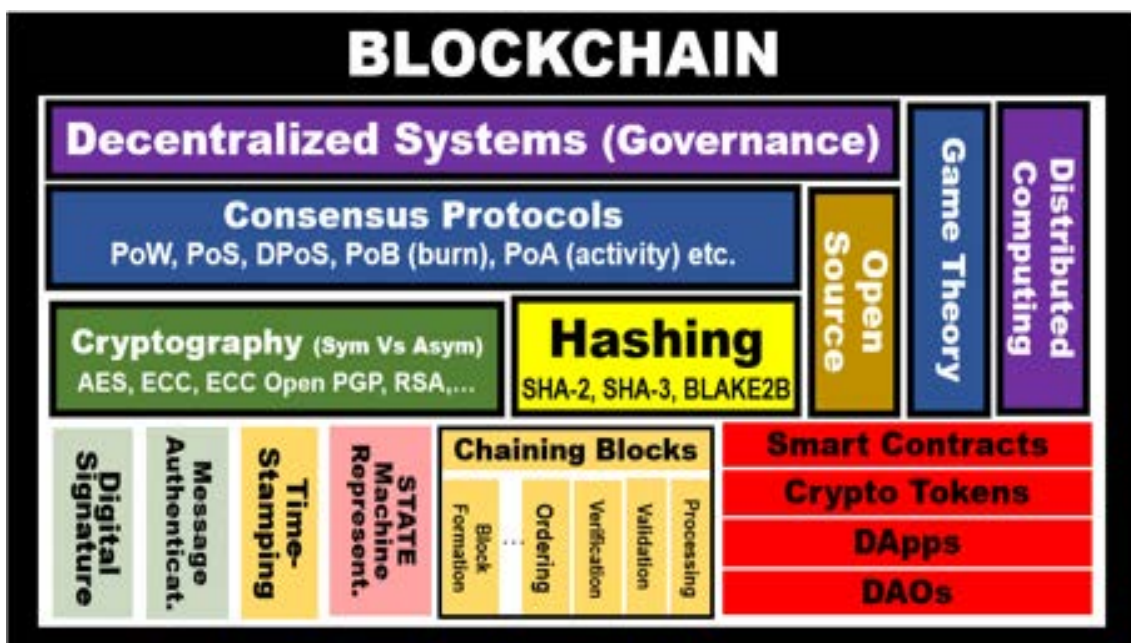 BLOCKCHAIN
Decentralized Systems (Governance)
Consensus Protocols
PoW, PoS, DPoS, PoB (burn), PoA (activity) etc.
Open
Source
Game Theory
Distributed
Computing
Cryptography (Sym Vs Asym)
AES, ECC, ECC Open PGP, RSA,...
Hashing
SHA-2, SHA-3, BLAKE2B
Digital
Signature
Message
Authenticat.
Time-
Stamping
STATE
Machine
Represent.
Chaining Blocks
Block
Formation
...
Ordering
Verification
Validation
Processing
Smart Contracts
Crypto Tokens
DApps
DAOs